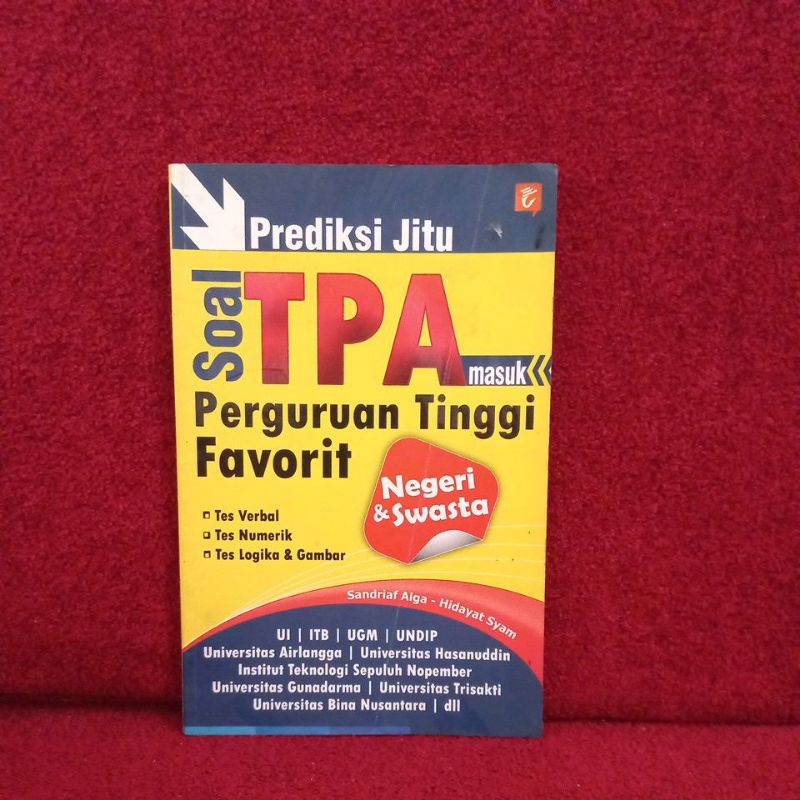 Prediksi Jitu
Soal TPA masuk
Perguruan Tinggi
Favorit
Negeri
& Swasta
Tes Verbal
Tes Numerik
Tes Logika & Gambar
Sandriaf Alga - Hidayat Syam
UI | ITB | UGM | UNDIP
Universitas Airlangga | Universitas Hasanuddin
Institut Teknologi Sepuluh Nopember
Universitas Gunadarma | Universitas Trisakti
Universitas Bina Nusantara | dll